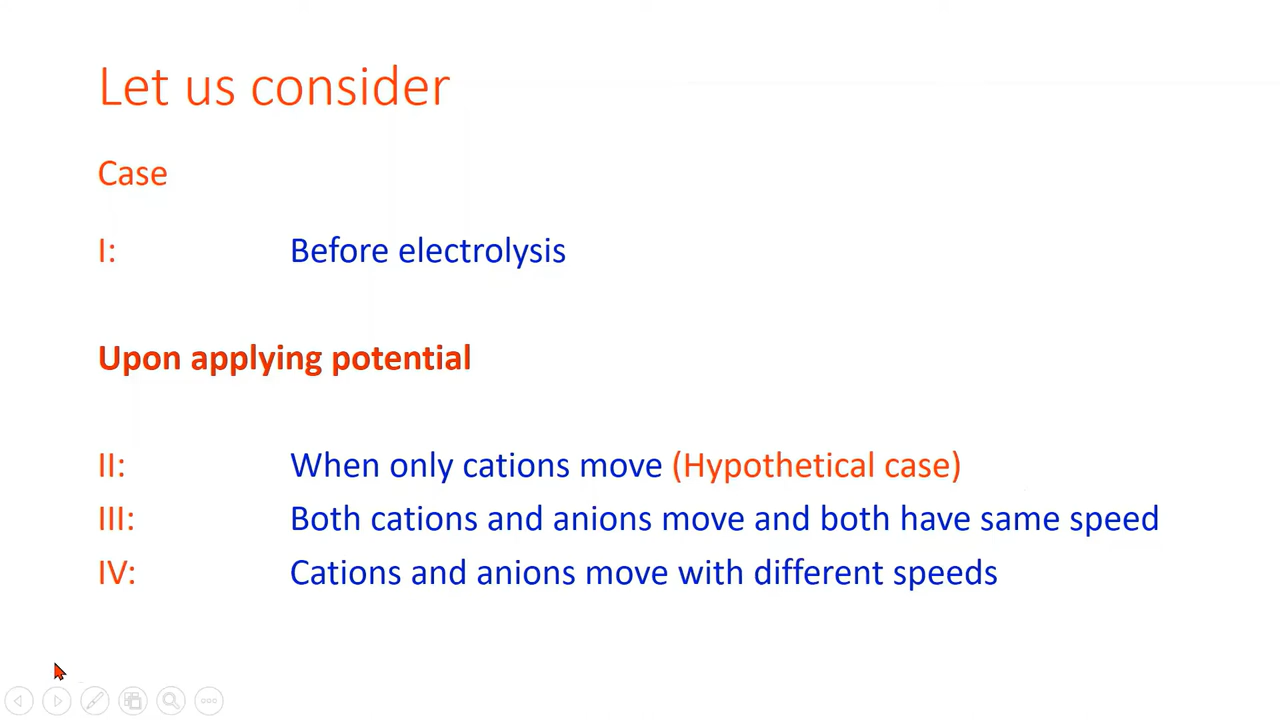 Let us consider
Case
I: Before electrolysis
Upon applying potential
II: When only cations move (Hypothetical case)
III: Both cations and anions move and both have same speed
IV: Cations and anions move with different speeds